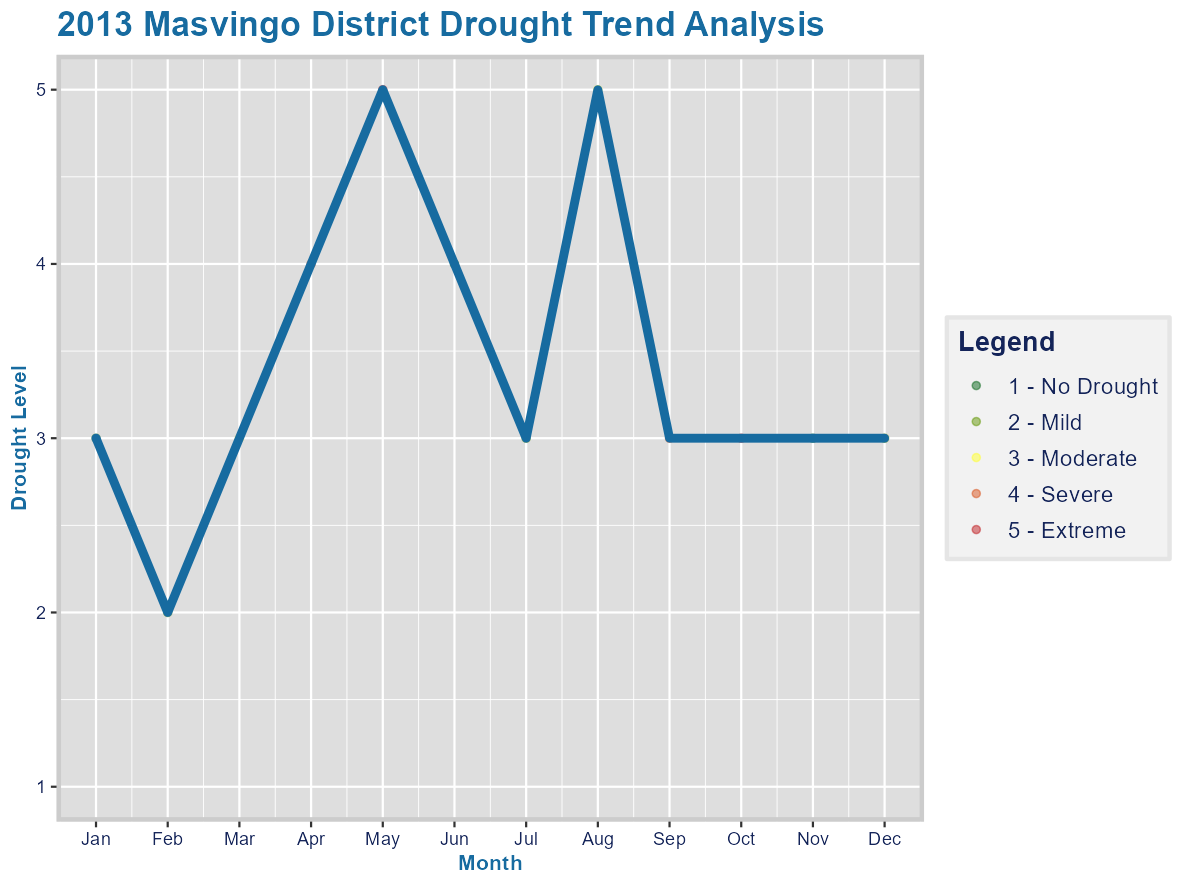 2013 Masvingo District Drought Trend Analysis
Drought Level
5
4
3
2
1
Jan Feb Mar Apr May Jun Jul Aug Sep Oct Nov Dec
Month
Legend
1 - No Drought
2 - Mild
3 - Moderate
4 - Severe
5 - Extreme